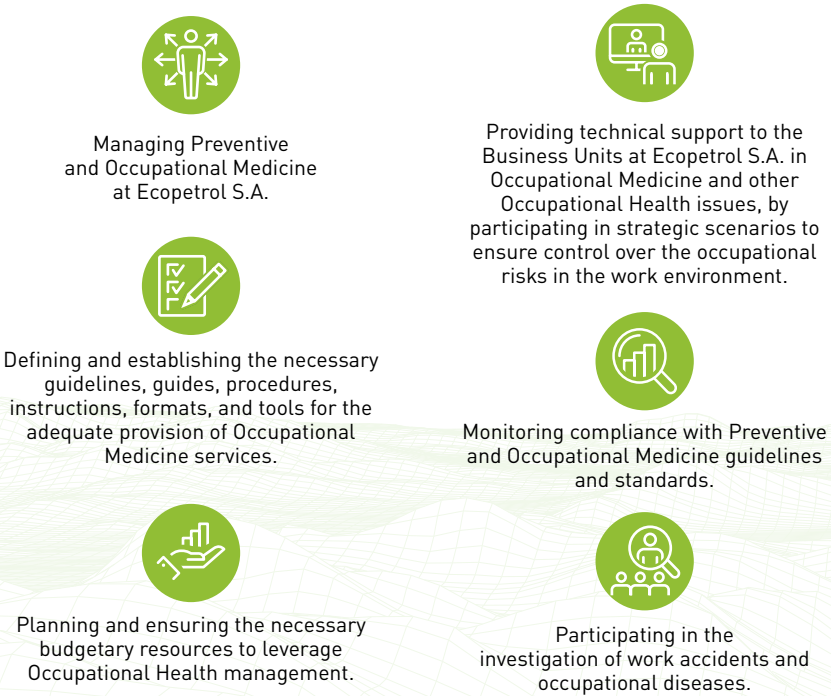 Managing Preventive
and Occupational Medicine
at Ecopetrol S.A.
Defining and establishing the necessary
guidelines, guides, procedures,
instructions, formats, and tools for the
adequate provision of Occupational
Medicine services.
Planning and ensuring the necessary
budgetary resources to leverage
Occupational Health management.
Providing technical support to the
Business Units at Ecopetrol S.A. in
Occupational Medicine and other
Occupational Health issues, by
participating in strategic scenarios to
ensure control over the occupational
risks in the work environment.
Monitoring compliance with Preventive
and Occupational Medicine guidelines
and standards.
Participating in the
investigation of work accidents and
occupational diseases.